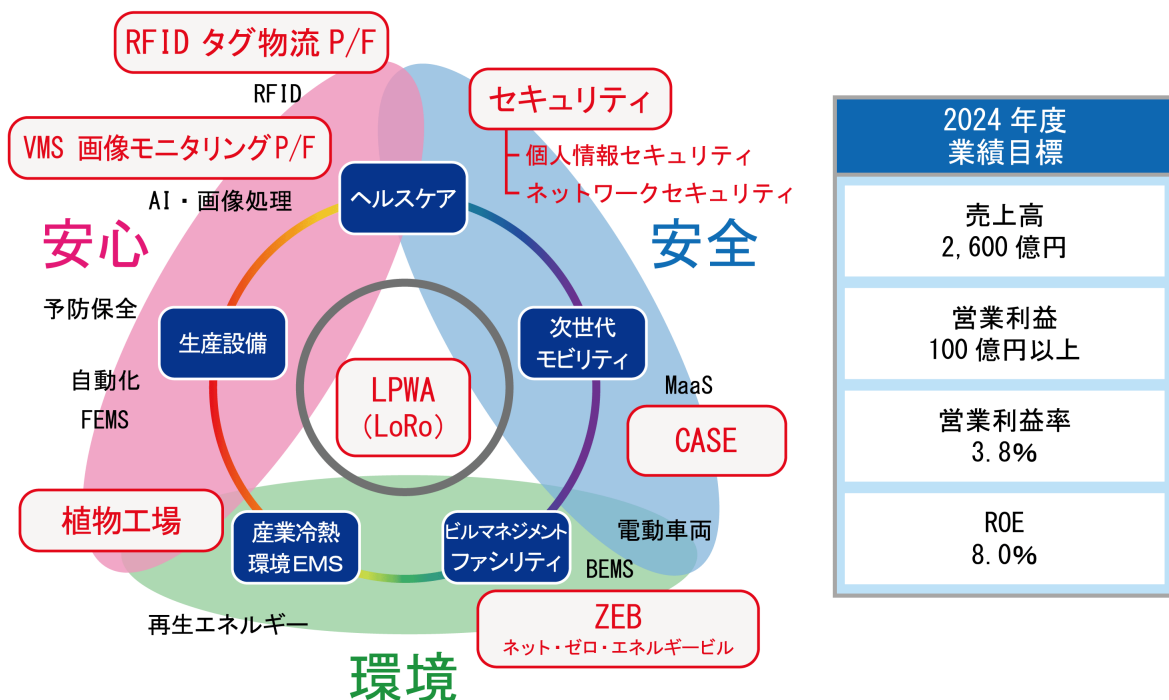 RFID タグ物流 P/F
RFID
VMS 画像モニタリングP/F
AI・画像処理
安心
予防保全
自動化
FEMS
植物工場
セキュリティ
個人情報セキュリティ
ネットワークセキュリティ
安全
ヘルスケア
生産設備
次世代
モビリティ
LPWA
(LoRo)
MaaS
CASE
産業冷熱
環境EMS
ビルマネジメント
ファシリティ
電動車両
BEMS
再生エネルギー
ZEB
ネット・ゼロ・エネルギービル
環境
2024 年度
業績目標
売上高
2,600 億円
営業利益
100 億円以上
営業利益率
3.8%
ROE
8.0%